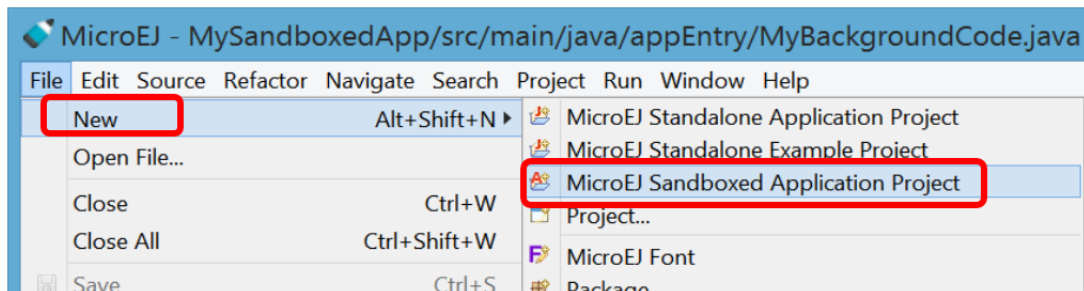 MicroEJ - MySandboxedApp/src/main/java/appEntry/MyBackgroundCode.java
File Edit Source Refactor Navigate Search Project Run Window Help
New Alt+Shift+N
Open File...
Close Ctrl+W
Close All Ctrl+Shift+W
Save Ctrl+S
MicroEJ Standalone Application Project
MicroEJ Standalone Example Project
MicroEJ Sandboxed Application Project
Project...
MicroEJ Font
Package